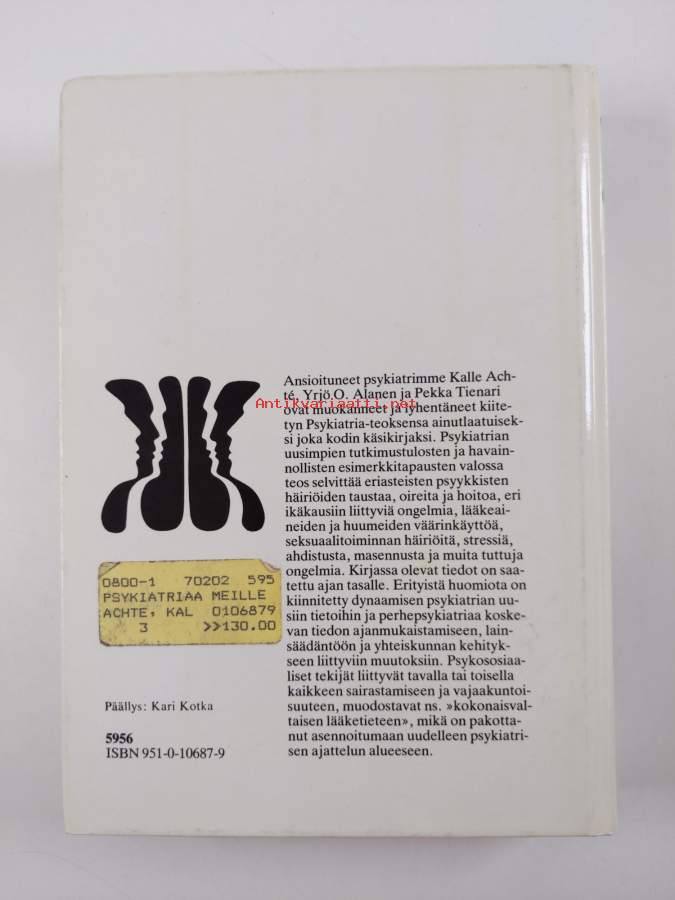 Ansioituneet psykiatrimme Kalle Ach-
té, Yrjö.O. Alanen ja Pekka Tienari
Antikvariaatti.net
ovat muokanneet ja lyhentäneet kiite-
tyn Psykiatria-teoksensa ainutlaatuisek-
si joka kodin käsikirjaksi. Psykiatrian
uusimpien tutkimustulosten ja havain-
nollisten esimerkkitapausten valossa
teos selvittää eriasteisten psyykkisten
häiriöiden taustaa, oireita ja hoitoa, eri
ikäkausiin liittyviä ongelmia, lääkeai-
neiden ja huumeiden väärinkäyttöä,
seksuaalitoiminnan häiriöitä, stressiä,
ahdistusta, masennusta ja muita tuttuja
ongelmia. Kirjassa olevat tiedot on saa-
tettu ajan tasalle. Erityistä huomiota on
kiinnitetty dynaamisen psykiatrian uu-
siin tietoihin ja perhepsykiatriaa koske-
van tiedon ajanmukaistamiseen, lain-
säädäntöön ja yhteiskunnan kehityk-
seen liittyviin muutoksiin. Psykososiaa-
liset tekijät liittyvät tavalla tai toisella
kaikkeen sairastamiseen ja vajaakuntoi-
suuteen, muodostavat ns. »kokonaisval-
taisen lääketieteen», mikä on pakotta-
nut asennoitumaan uudelleen psykiatri-
sen ajattelun alueeseen.
0800-1 70202 595
PSYKIATRIAA MEILLE
ACHTE, KAL 0106879
3 >>130.00
Päällys: Kari Kotka
5956
ISBN 951-0-10687-9